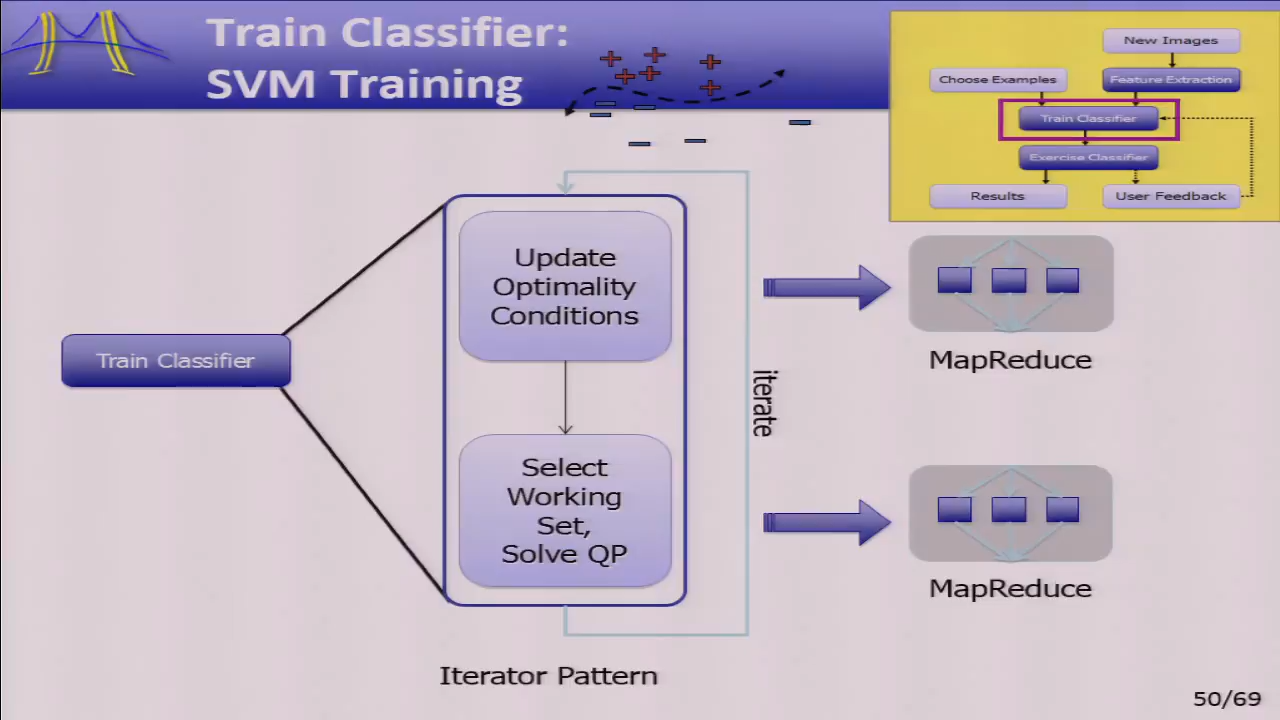 Train Classifier:
SVM Training
New Images
Choose Examples
Feature Extraction
Train Classifier
Exercise Classifier
Results
User Feedback
Train Classifier
Update
Optimality
Conditions
Select
Working
Set,
Solve QP
iterate
MapReduce
MapReduce
Iterator Pattern
50/69